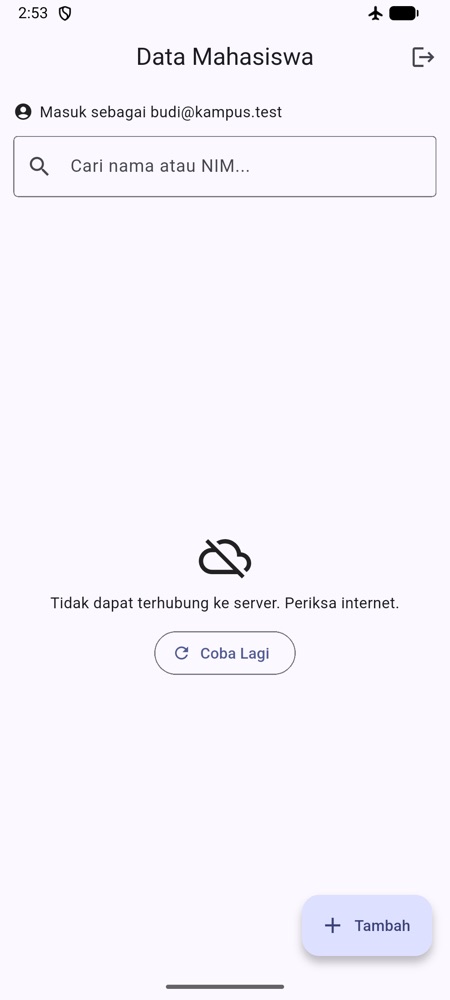 2:53
Data Mahasiswa
Masuk sebagai budi@kampus.test
Cari nama atau NIM...
Tidak dapat terhubung ke server. Periksa internet.
Coba Lagi
Tambah